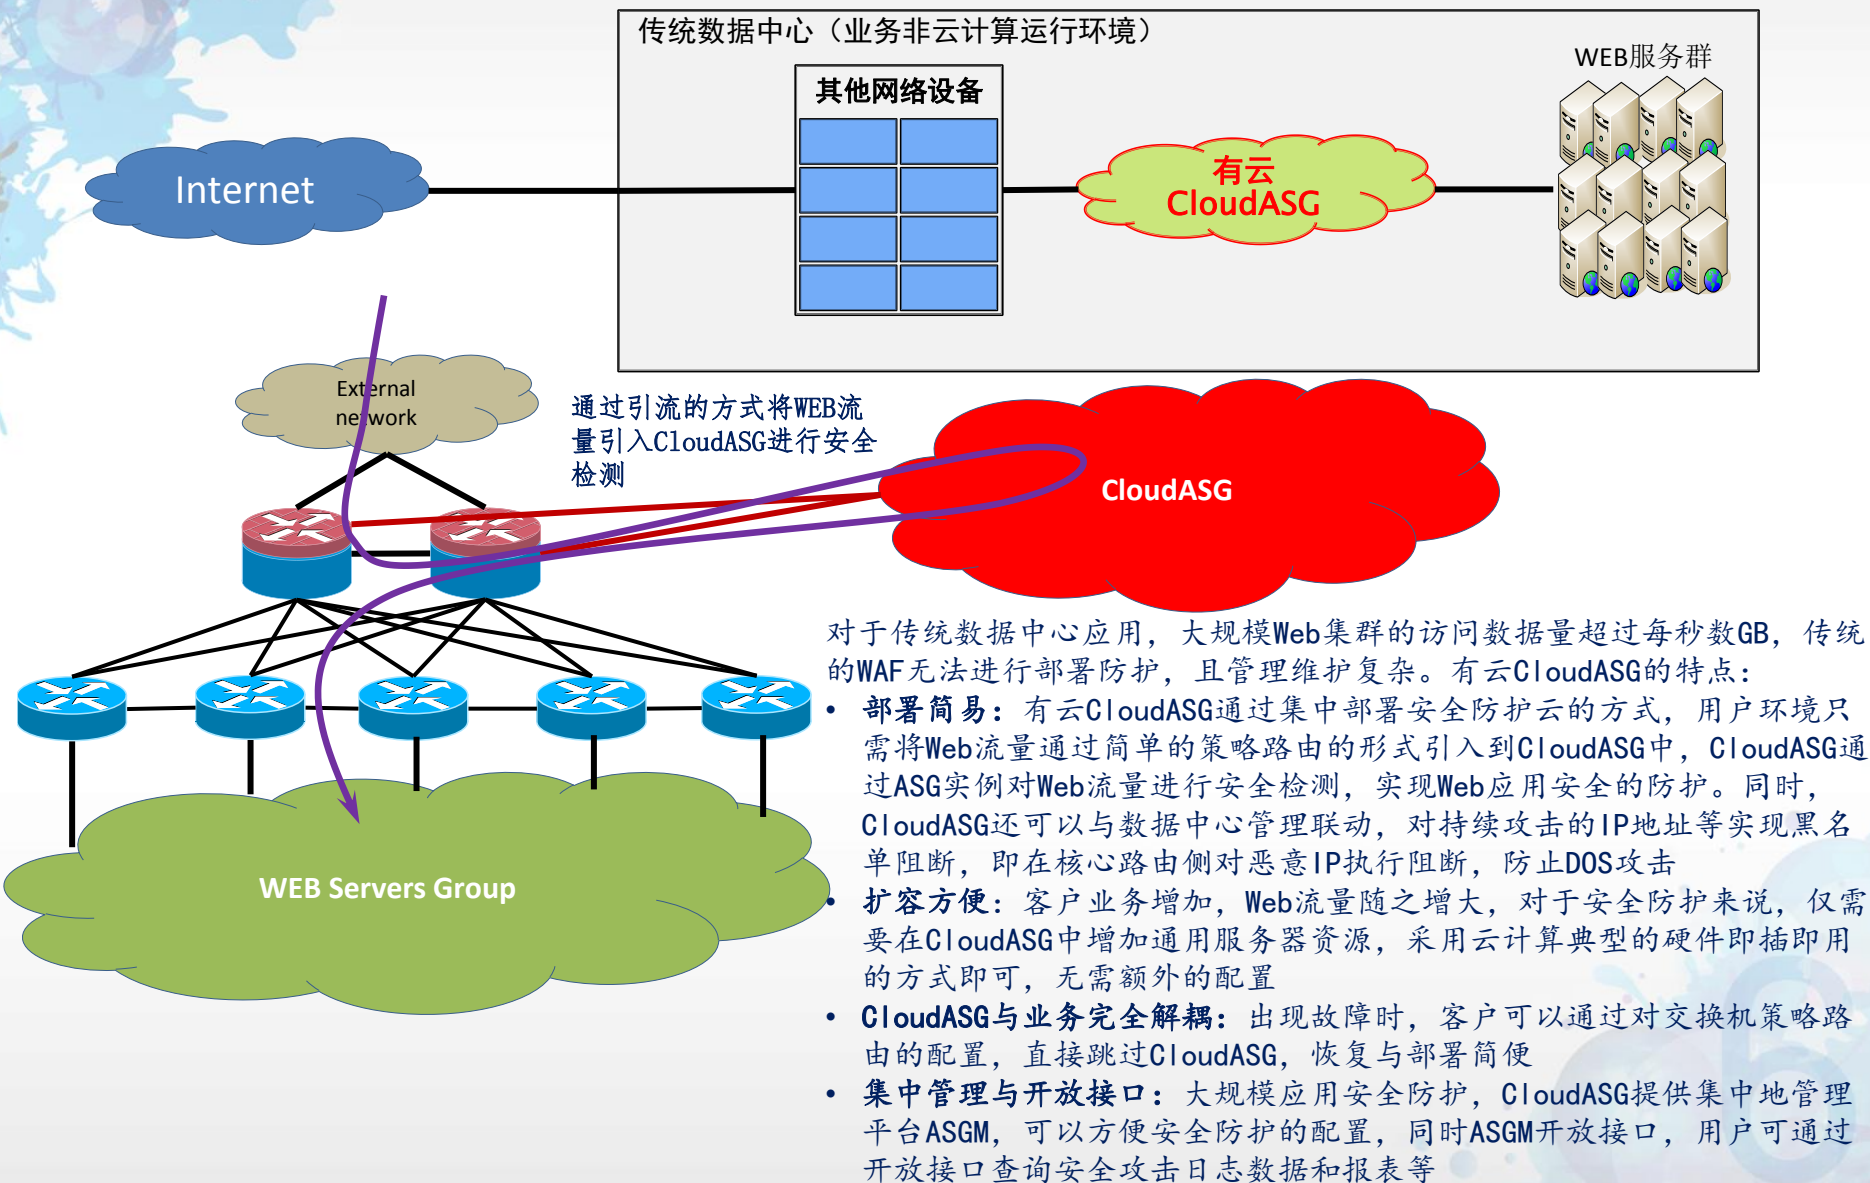 传统数据中心（业务非云计算运行环境）
WEB服务群
其他网络设备
Internet
有云
CloudASG
External
network
通过引流的方式将WEB流
量引入CloudASG进行安全
检测
CloudASG
WEB Servers Group
对于传统数据中心应用，大规模Web集群的访问数据量超过每秒数GB，传统
的WAF无法进行部署防护，且管理维护复杂。有云CloudASG的特点：
• 部署简易：有云CloudASG通过集中部署安全防护云的方式，用户环境只
需将Web流量通过简单的策略路由的形式引入到CloudASG中，CloudASG通
过ASG实例对Web流量进行安全检测，实现Web应用安全的防护。同时，
CloudASG还可以与数据中心管理联动，对持续攻击的IP地址等实现黑名
单阻断，即在核心路由侧对恶意IP执行阻断，防止DOS攻击
• 扩容方便：客户业务增加，Web流量随之增大，对于安全防护来说，仅需
要在CloudASG中增加通用服务器资源，采用云计算典型的硬件即插即用
的方式即可，无需额外的配置
• CloudASG与业务完全解耦：出现故障时，客户可以通过对交换机策略路
由的配置，直接跳过CloudASG，恢复与部署简便
• 集中管理与开放接口：大规模应用安全防护，CloudASG提供集中地管理
平台ASGM，可以方便安全防护的配置，同时ASGM开放接口，用户可通过
开放接口查询安全攻击日志数据和报表等